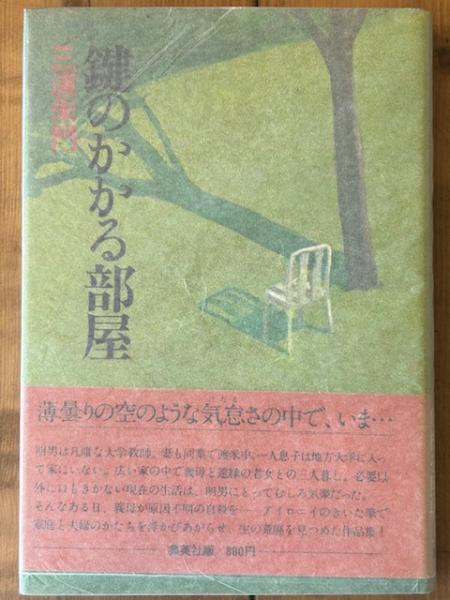 鍵のかかる部屋
三浦朱門
薄曇りの空のような気怠さの中で、いま…
明男は凡庸な大学教師。妻も同業で渡米中、一人息子は地方大学に入っ
て家にいない。広い家の中で義母と遠縁の老女との三人暮し。必要以
外に口もきかない現在の生活は、明男にとってむしろ気楽だった。
そんなある日、義母が原因不明の自殺を――アイロニイのきいた筆で
家庭と夫婦のかたちを浮かびあがらせ、生の荒涼を見つめた作品集！
集英社版 880円